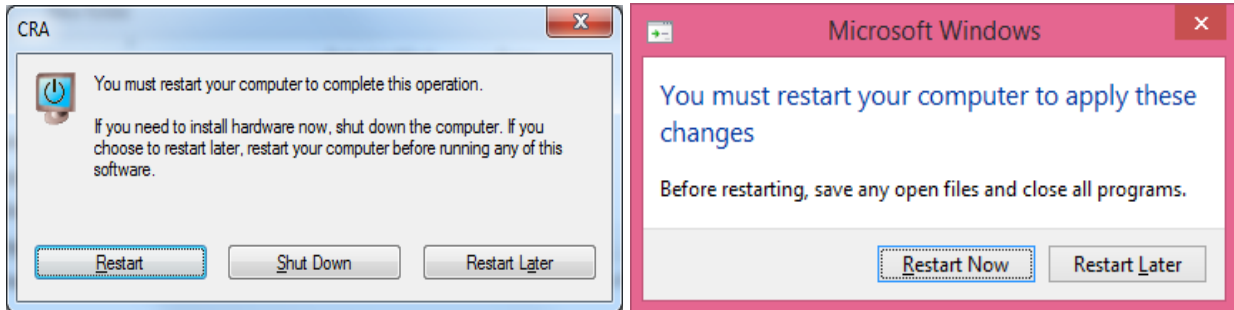 CRA
You must restart your computer to complete this operation.
If you need to install hardware now, shut down the computer. If you
choose to restart later, restart your computer before running any of this
software.
Restart
Shut Down
Restart Later
Microsoft Windows
You must restart your computer to apply these
changes
Before restarting, save any open files and close all programs.
Restart Now
Restart Later